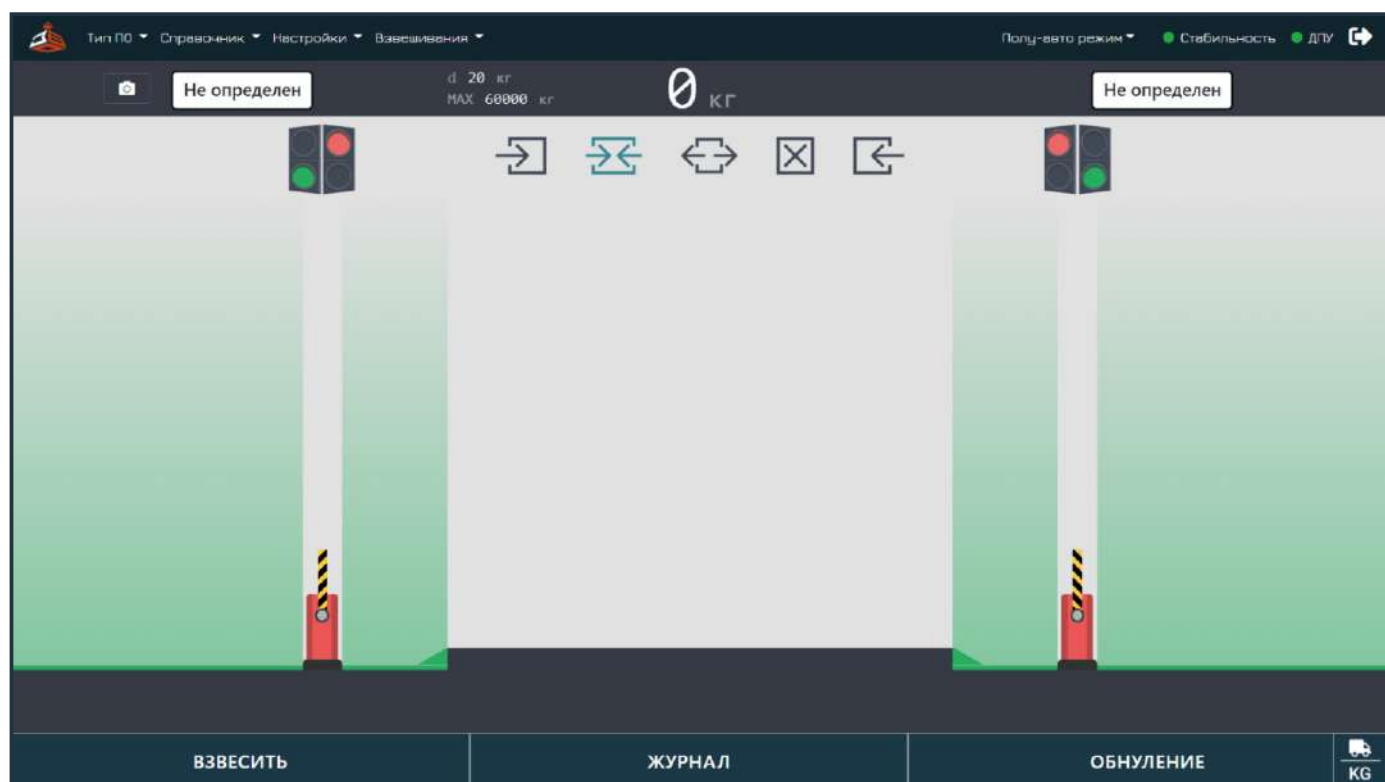 Тип ПО Справочник Настройки Взвешивания Полу-авто режим Стабильность ДПУ
Не определен
d 20 кг
MAX 60000 кг
0 кг
Не определен
ВЗВЕСИТЬ ЖУРНАЛ ОБНУЛЕНИЕ
KG